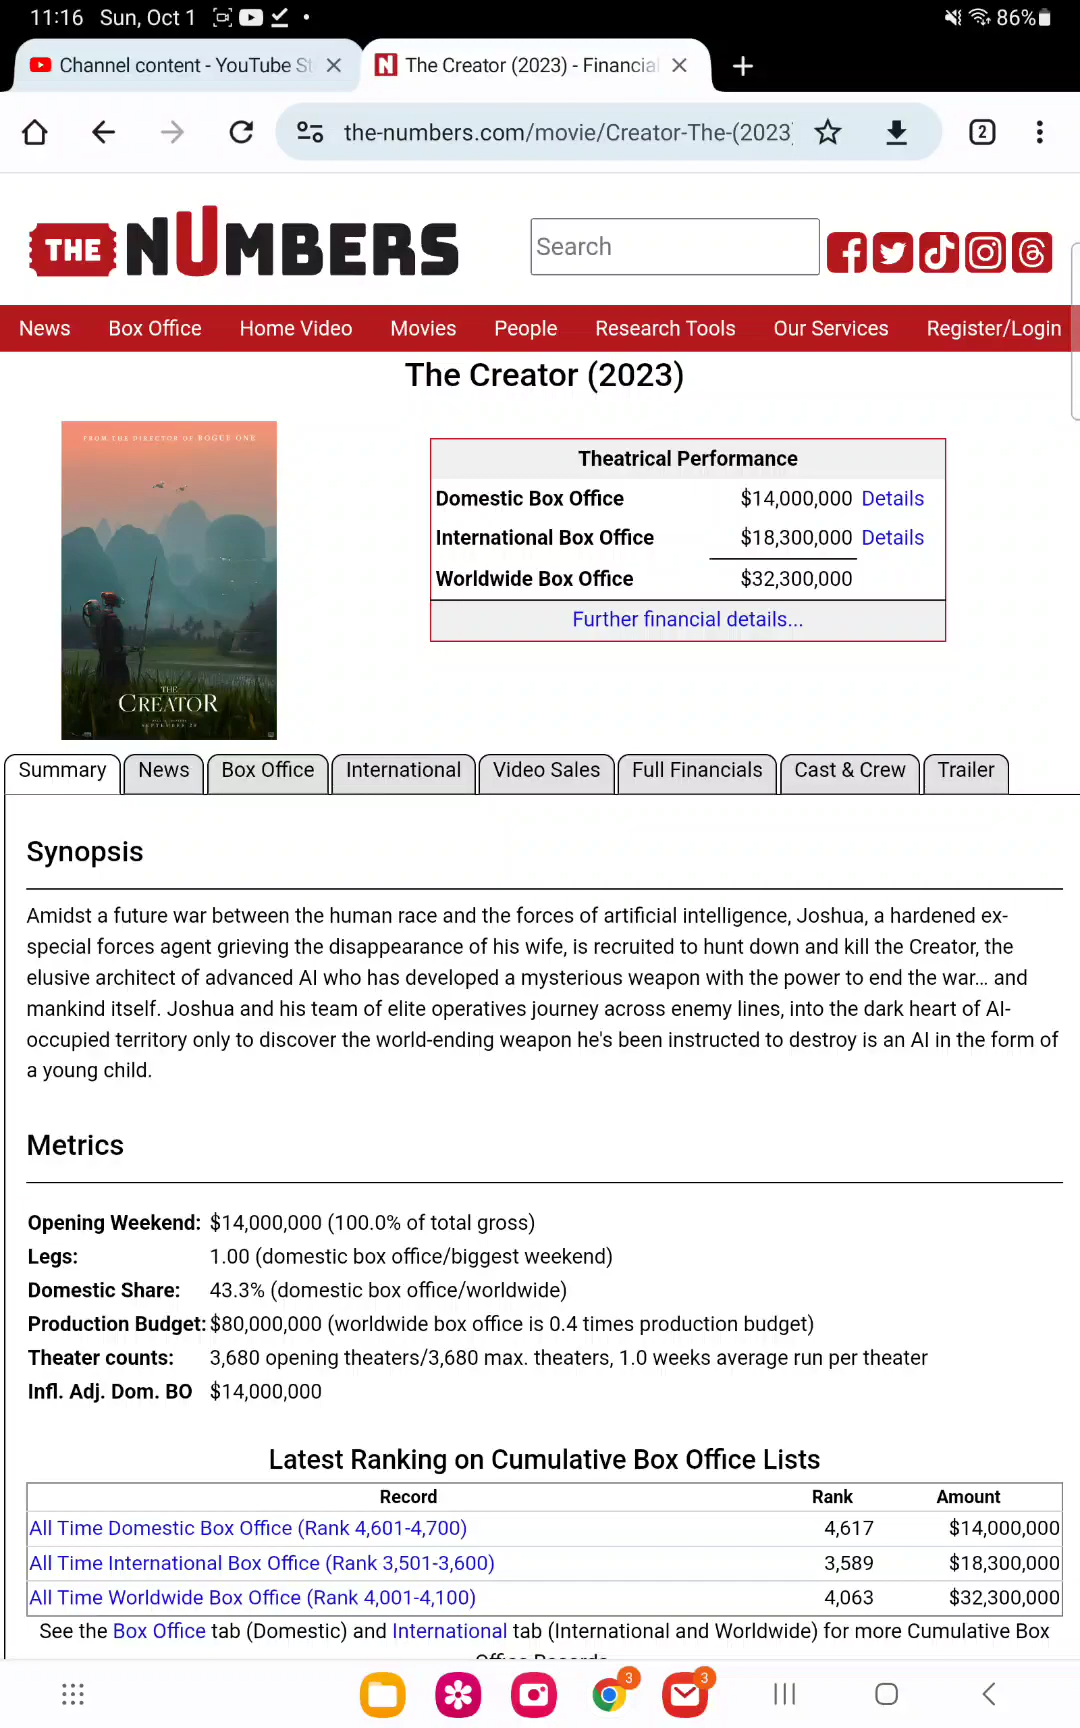 11:16 Sun, Oct 1
86%
Channel content - YouTube St
The Creator (2023) - Financial
the-numbers.com/movie/Creator-The-(2023)
2
THE NUMBERS
Search
News Box Office Home Video Movies People Research Tools Our Services Register/Login
The Creator (2023)
FROM THE DIRECTOR OF ROGUE ONE
THE
CREATOR
Theatrical Performance
Domestic Box Office $14,000,000 Details
International Box Office $18,300,000 Details
Worldwide Box Office $32,300,000
Further financial details...
Summary News Box Office International Video Sales Full Financials Cast & Crew Trailer
Synopsis
Amidst a future war between the human race and the forces of artificial intelligence, Joshua, a hardened ex-
special forces agent grieving the disappearance of his wife, is recruited to hunt down and kill the Creator, the
elusive architect of advanced AI who has developed a mysterious weapon with the power to end the war... and
mankind itself. Joshua and his team of elite operatives journey across enemy lines, into the dark heart of AI-
occupied territory only to discover the world-ending weapon he's been instructed to destroy is an AI in the form of
a young child.
Metrics
Opening Weekend: $14,000,000 (100.0% of total gross)
Legs: 1.00 (domestic box office/biggest weekend)
Domestic Share: 43.3% (domestic box office/worldwide)
Production Budget: $80,000,000 (worldwide box office is 0.4 times production budget)
Theater counts: 3,680 opening theaters/3,680 max. theaters, 1.0 weeks average run per theater
Infl. Adj. Dom. BO $14,000,000
Latest Ranking on Cumulative Box Office Lists
Record Rank Amount
All Time Domestic Box Office (Rank 4,601-4,700) 4,617 $14,000,000
All Time International Box Office (Rank 3,501-3,600) 3,589 $18,300,000
All Time Worldwide Box Office (Rank 4,001-4,100) 4,063 $32,300,000
See the Box Office tab (Domestic) and International tab (International and Worldwide) for more Cumulative Box
Office Records
3 3